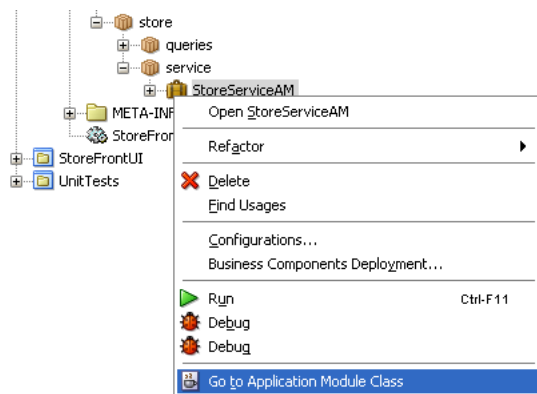 store
queries
service
StoreServiceAM
Open StoreServiceAM
META-INF
StoreFron
Refactor
StoreFrontUI
UnitTests
Delete
Find Usages
Configurations...
Business Components Deployment...
Run Ctrl-F11
Debug
Debug
Go to Application Module Class